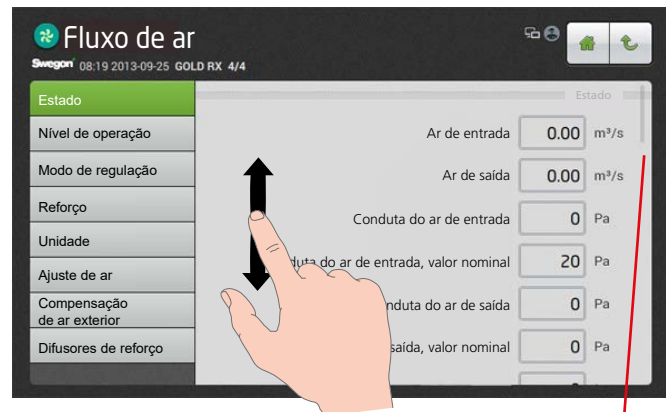 Fluxo de ar
Swegon 08:19 2013-09-25 GOLD RX 4/4
Estado
Nível de operação
Modo de regulação
Reforço
Unidade
Ajuste de ar
Compensação
de ar exterior
Difusores de reforço
Estado
Ar de entrada 0.00 m³/s
Ar de saída 0.00 m³/s
Conduta do ar de entrada 0 Pa
duta do ar de entrada, valor nominal 20 Pa
nduta do ar de saída 0 Pa
saída, valor nominal 0 Pa